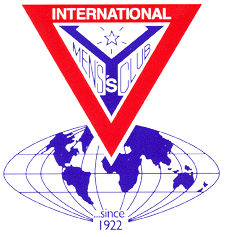 INTERNATIONAL
Y
MEN'S CLUB
's
...since
1922